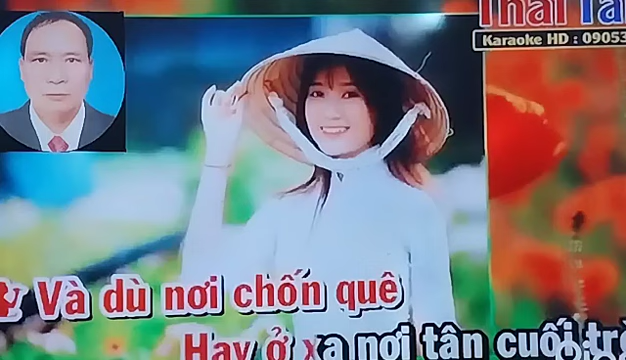 Thái
Karaoke HD : 09053
Và dù nơi chốn quê
Hay ở xa nơi tận cuối